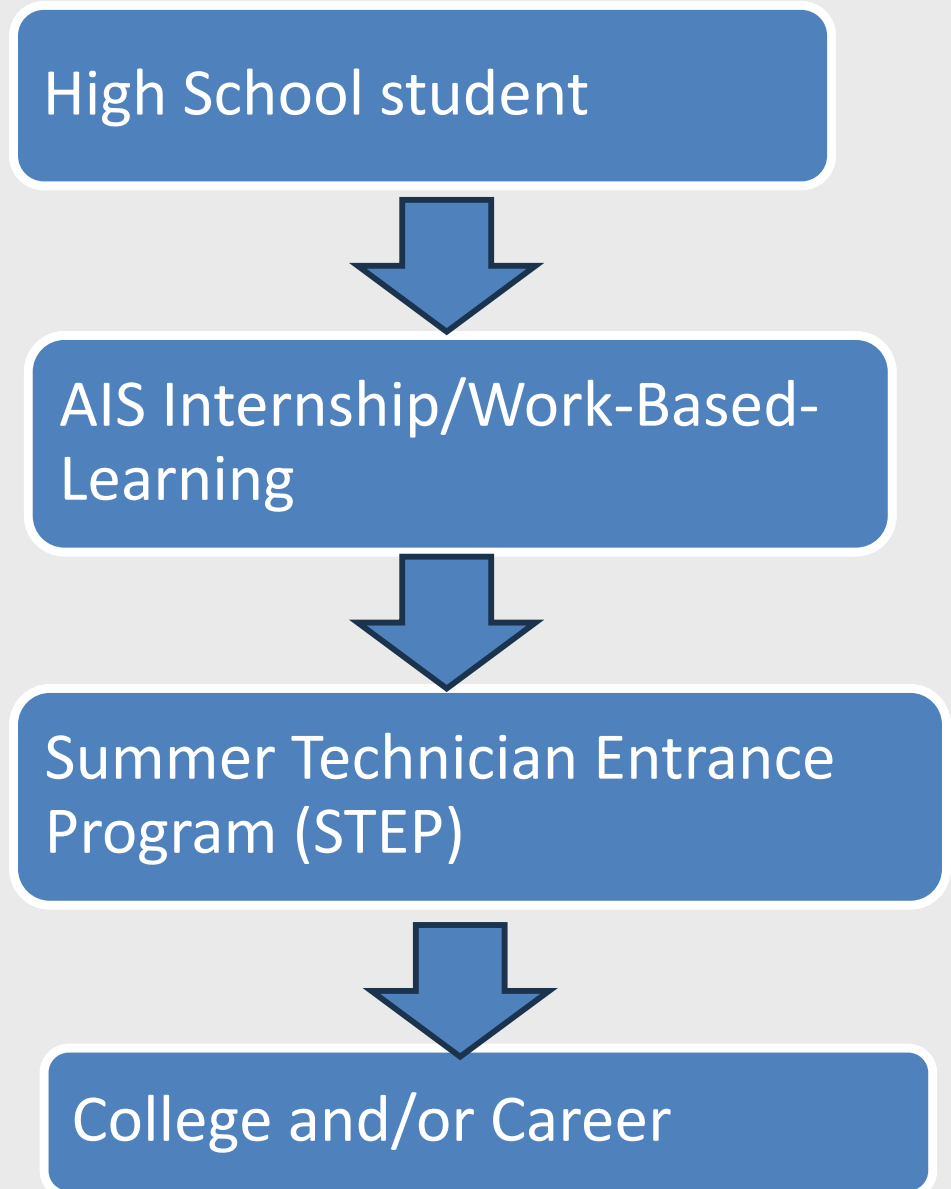 High School student
AIS Internship/Work-Based-
Learning
Summer Technician Entrance
Program (STEP)
College and/or Career